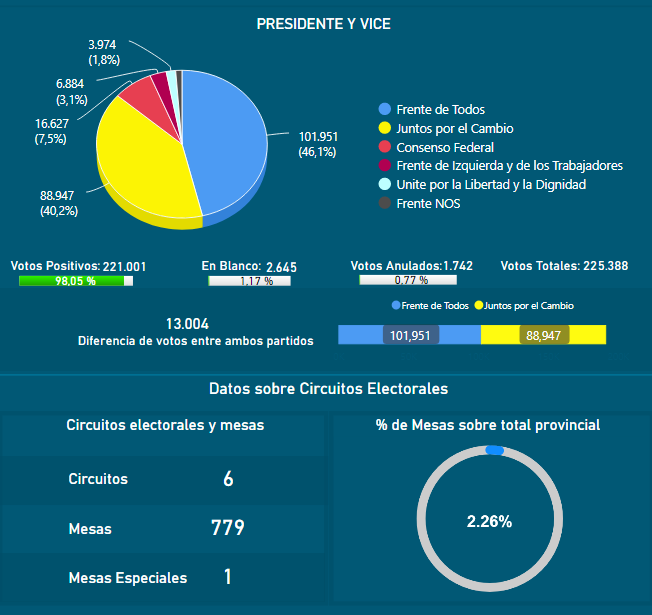 PRESIDENTE Y VICE
3.974
(1,8%)
6.884
(3,1%)
16.627
(7,5%)
88.947
(40,2%)
101.951
(46,1%)
Frente de Todos
Juntos por el Cambio
Consenso Federal
Frente de Izquierda y de los Trabajadores
Unite por la Libertad y la Dignidad
Frente NOS
Votos Positivos: 221.001
98,05 %
En Blanco: 2.645
1,17 %
Votos Anulados: 1.742
0,77 %
Votos Totales: 225.388
13.004
Diferencia de votos entre ambos partidos
Frente de Todos Juntos por el Cambio
101,951 88,947
Datos sobre Circuitos Electorales
Circuitos electorales y mesas
Circuitos 6
Mesas 779
Mesas Especiales 1
% de Mesas sobre total provincial
2.26%